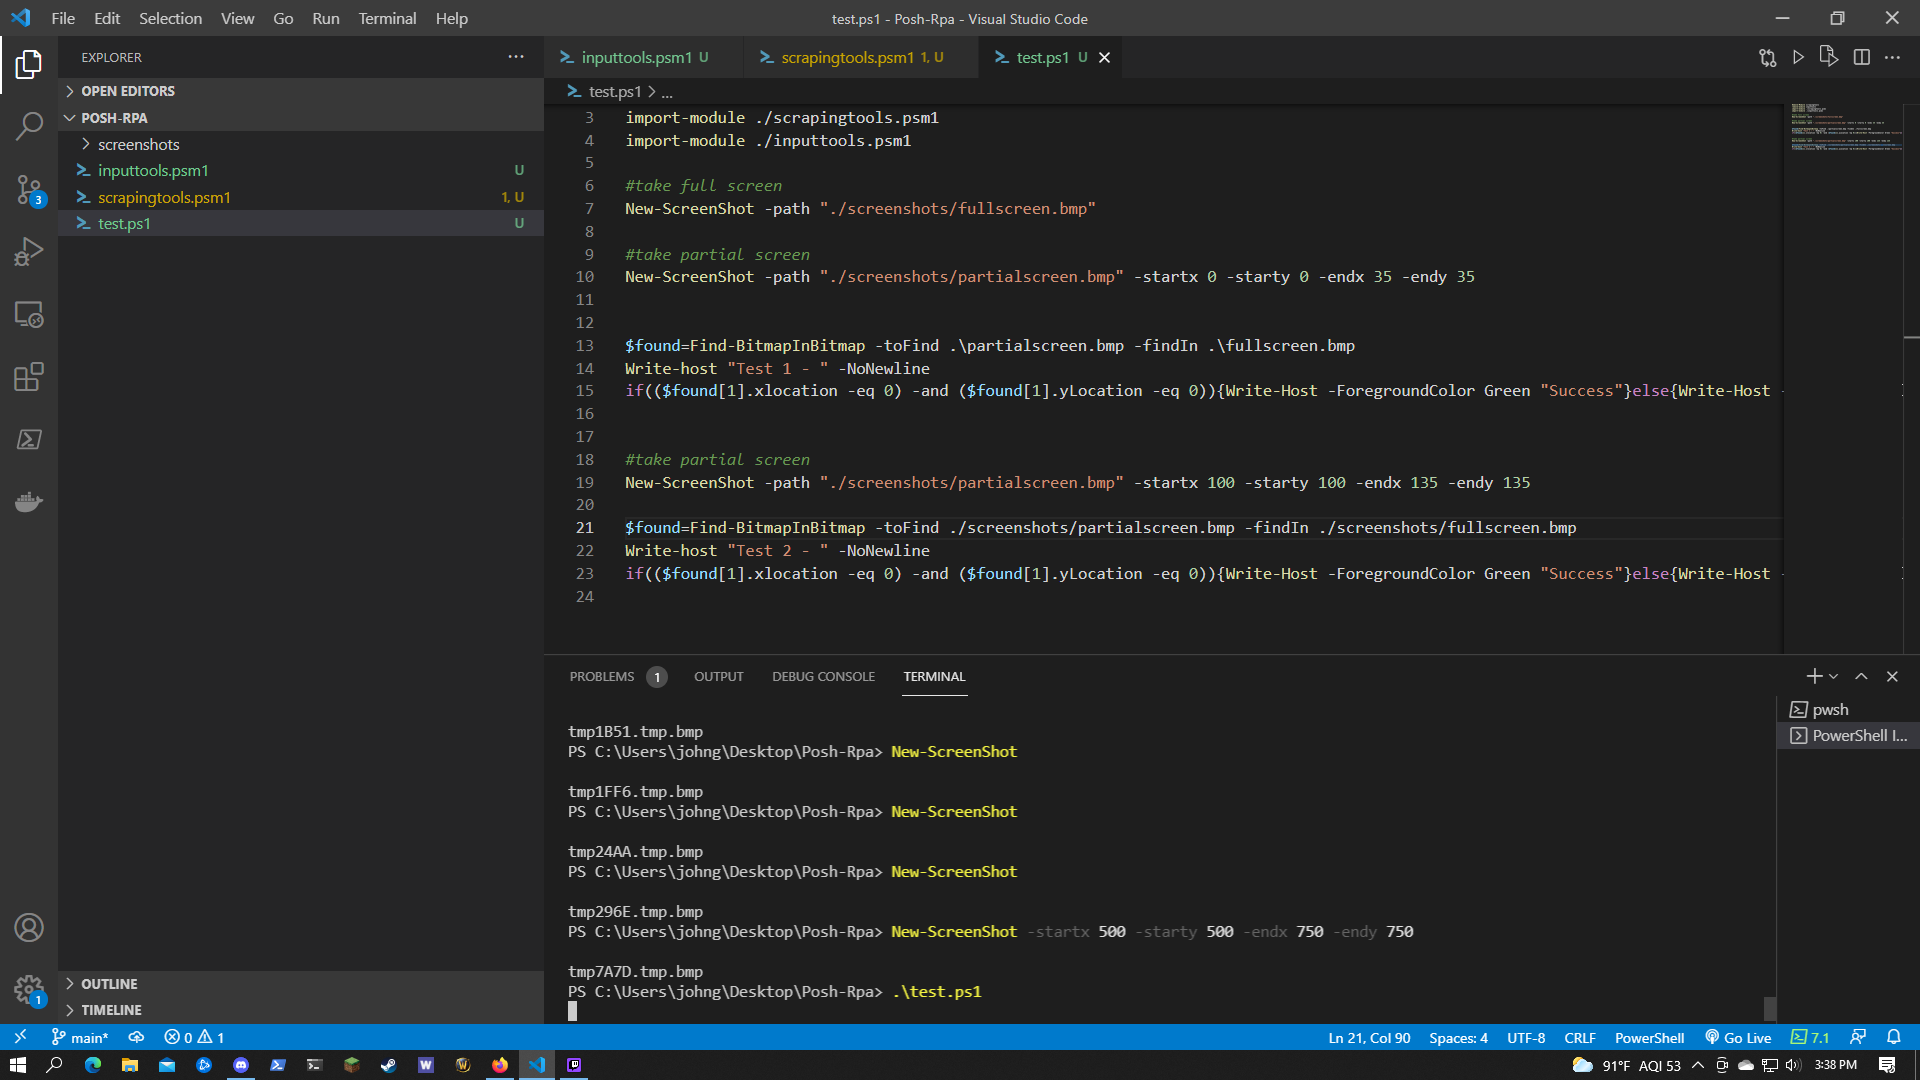 File Edit Selection View Go Run Terminal Help
test.ps1 - Posh-Rpa - Visual Studio Code
EXPLORER
OPEN EDITORS
POSH-RPA
screenshots
inputtools.psm1 U
scrapingtools.psm1 1, U
test.ps1 U
OUTLINE
TIMELINE
3
1
inputtools.psm1 U
scrapingtools.psm1 1, U
test.ps1 U
test.ps1 > ...
3 import-module ./scrapingtools.psm1
4 import-module ./inputtools.psm1
5
6 #take full screen
7 New-ScreenShot -path "./screenshots/fullscreen.bmp"
8
9 #take partial screen
10 New-ScreenShot -path "./screenshots/partialscreen.bmp" -startx 0 -starty 0 -endx 35 -endy 35
11
12
13 $found=Find-BitmapInBitmap -toFind .\partialscreen.bmp -findIn .\fullscreen.bmp
14 Write-host "Test 1 - " -NoNewline
15 if(($found[1].xlocation -eq 0) -and ($found[1].yLocation -eq 0)){Write-Host -ForegroundColor Green "Success"}else{Write-Host -
16
17
18 #take partial screen
19 New-ScreenShot -path "./screenshots/partialscreen.bmp" -startx 100 -starty 100 -endx 135 -endy 135
20
21 $found=Find-BitmapInBitmap -toFind ./screenshots/partialscreen.bmp -findIn ./screenshots/fullscreen.bmp
22 Write-host "Test 2 - " -NoNewline
23 if(($found[1].xlocation -eq 0) -and ($found[1].yLocation -eq 0)){Write-Host -ForegroundColor Green "Success"}else{Write-Host -
24
PROBLEMS 1 OUTPUT DEBUG CONSOLE TERMINAL
pwsh
PowerShell I...
tmp1B51.tmp.bmp
PS C:\Users\johng\Desktop\Posh-Rpa> New-ScreenShot
tmp1FF6.tmp.bmp
PS C:\Users\johng\Desktop\Posh-Rpa> New-ScreenShot
tmp24AA.tmp.bmp
PS C:\Users\johng\Desktop\Posh-Rpa> New-ScreenShot
tmp296E.tmp.bmp
PS C:\Users\johng\Desktop\Posh-Rpa> New-ScreenShot -startx 500 -starty 500 -endx 750 -endy 750
tmp7A7D.tmp.bmp
PS C:\Users\johng\Desktop\Posh-Rpa> .\test.ps1
main* 0 1 Ln 21, Col 90 Spaces: 4 UTF-8 CRLF PowerShell Go Live 7.1
91°F AQI 53 3:38 PM